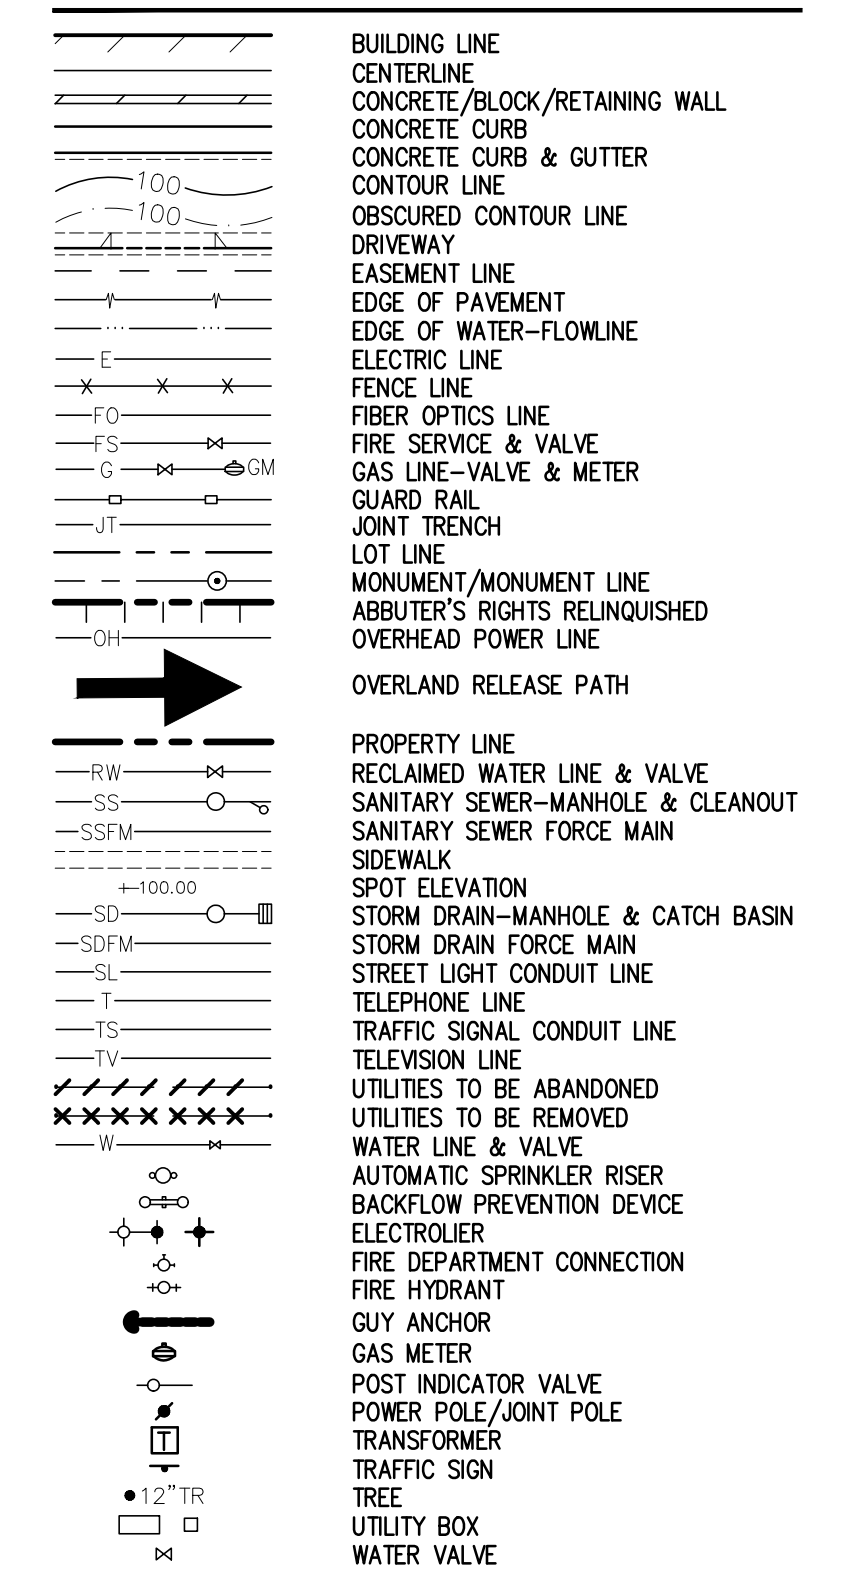 BUILDING LINE
CENTERLINE
CONCRETE/BLOCK/RETAINING WALL
CONCRETE CURB
CONCRETE CURB & GUTTER
100 CONTOUR LINE
100 OBSCURED CONTOUR LINE
DRIVEWAY
EASEMENT LINE
EDGE OF PAVEMENT
EDGE OF WATER-FLOWLINE
E ELECTRIC LINE
FENCE LINE
FO FIBER OPTICS LINE
FS FIRE SERVICE & VALVE
G GM GAS LINE-VALVE & METER
GUARD RAIL
JT JOINT TRENCH
LOT LINE
MONUMENT/MONUMENT LINE
ABBUTER'S RIGHTS RELINQUISHED
OH OVERHEAD POWER LINE
OVERLAND RELEASE PATH
PROPERTY LINE
RW RECLAIMED WATER LINE & VALVE
SS SANITARY SEWER-MANHOLE & CLEANOUT
SSFM SANITARY SEWER FORCE MAIN
SIDEWALK
100.00 SPOT ELEVATION
SD STORM DRAIN-MANHOLE & CATCH BASIN
SDFM STORM DRAIN FORCE MAIN
SL STREET LIGHT CONDUIT LINE
T TELEPHONE LINE
TS TRAFFIC SIGNAL CONDUIT LINE
TV TELEVISION LINE
UTILITIES TO BE ABANDONED
UTILITIES TO BE REMOVED
W WATER LINE & VALVE
AUTOMATIC SPRINKLER RISER
BACKFLOW PREVENTION DEVICE
ELECTROLIER
FIRE DEPARTMENT CONNECTION
FIRE HYDRANT
GUY ANCHOR
GAS METER
POST INDICATOR VALVE
POWER POLE/JOINT POLE
T TRANSFORMER
TRAFFIC SIGN
12"TR TREE
UTILITY BOX
WATER VALVE